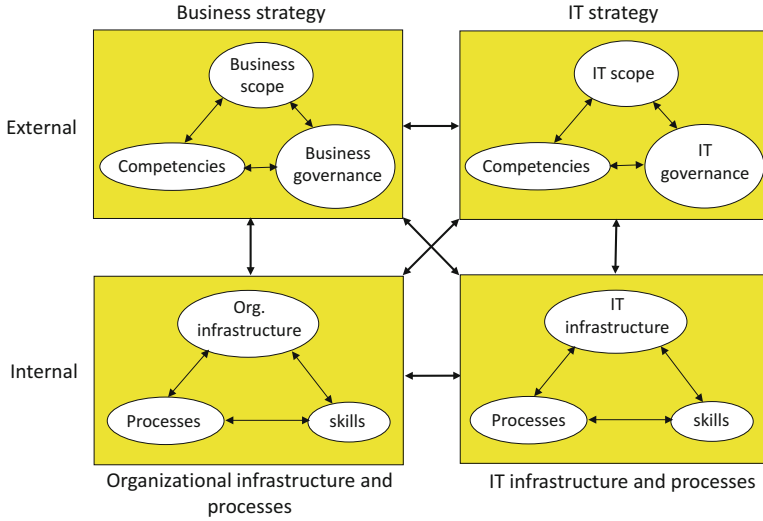 Business strategy
IT strategy
External
Business
scope
Competencies
Business
governance
IT scope
Competencies
IT
governance
Internal
Org.
infrastructure
Processes
skills
IT
infrastructure
Processes
skills
Organizational infrastructure and
processes
IT infrastructure and processes